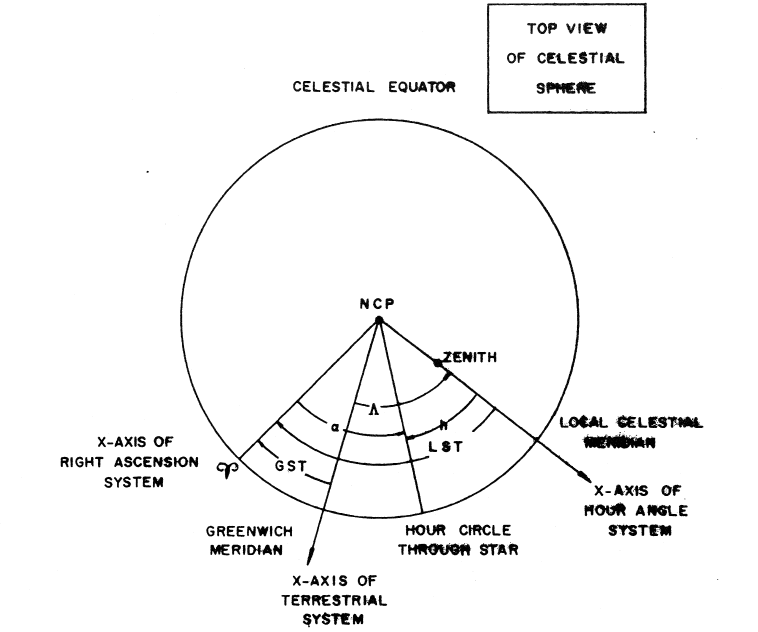 TOP VIEW
OF CELESTIAL
SPHERE
CELESTIAL EQUATOR
NCP
ZENITH
Λ
α
h
LST
GST
LOCAL CELESTIAL
MERIDIAN
X-AXIS OF
RIGHT ASCENSION
SYSTEM
♈
X-AXIS OF
HOUR ANGLE
SYSTEM
GREENWICH
MERIDIAN
HOUR CIRCLE
THROUGH STAR
X-AXIS OF
TERRESTRIAL
SYSTEM